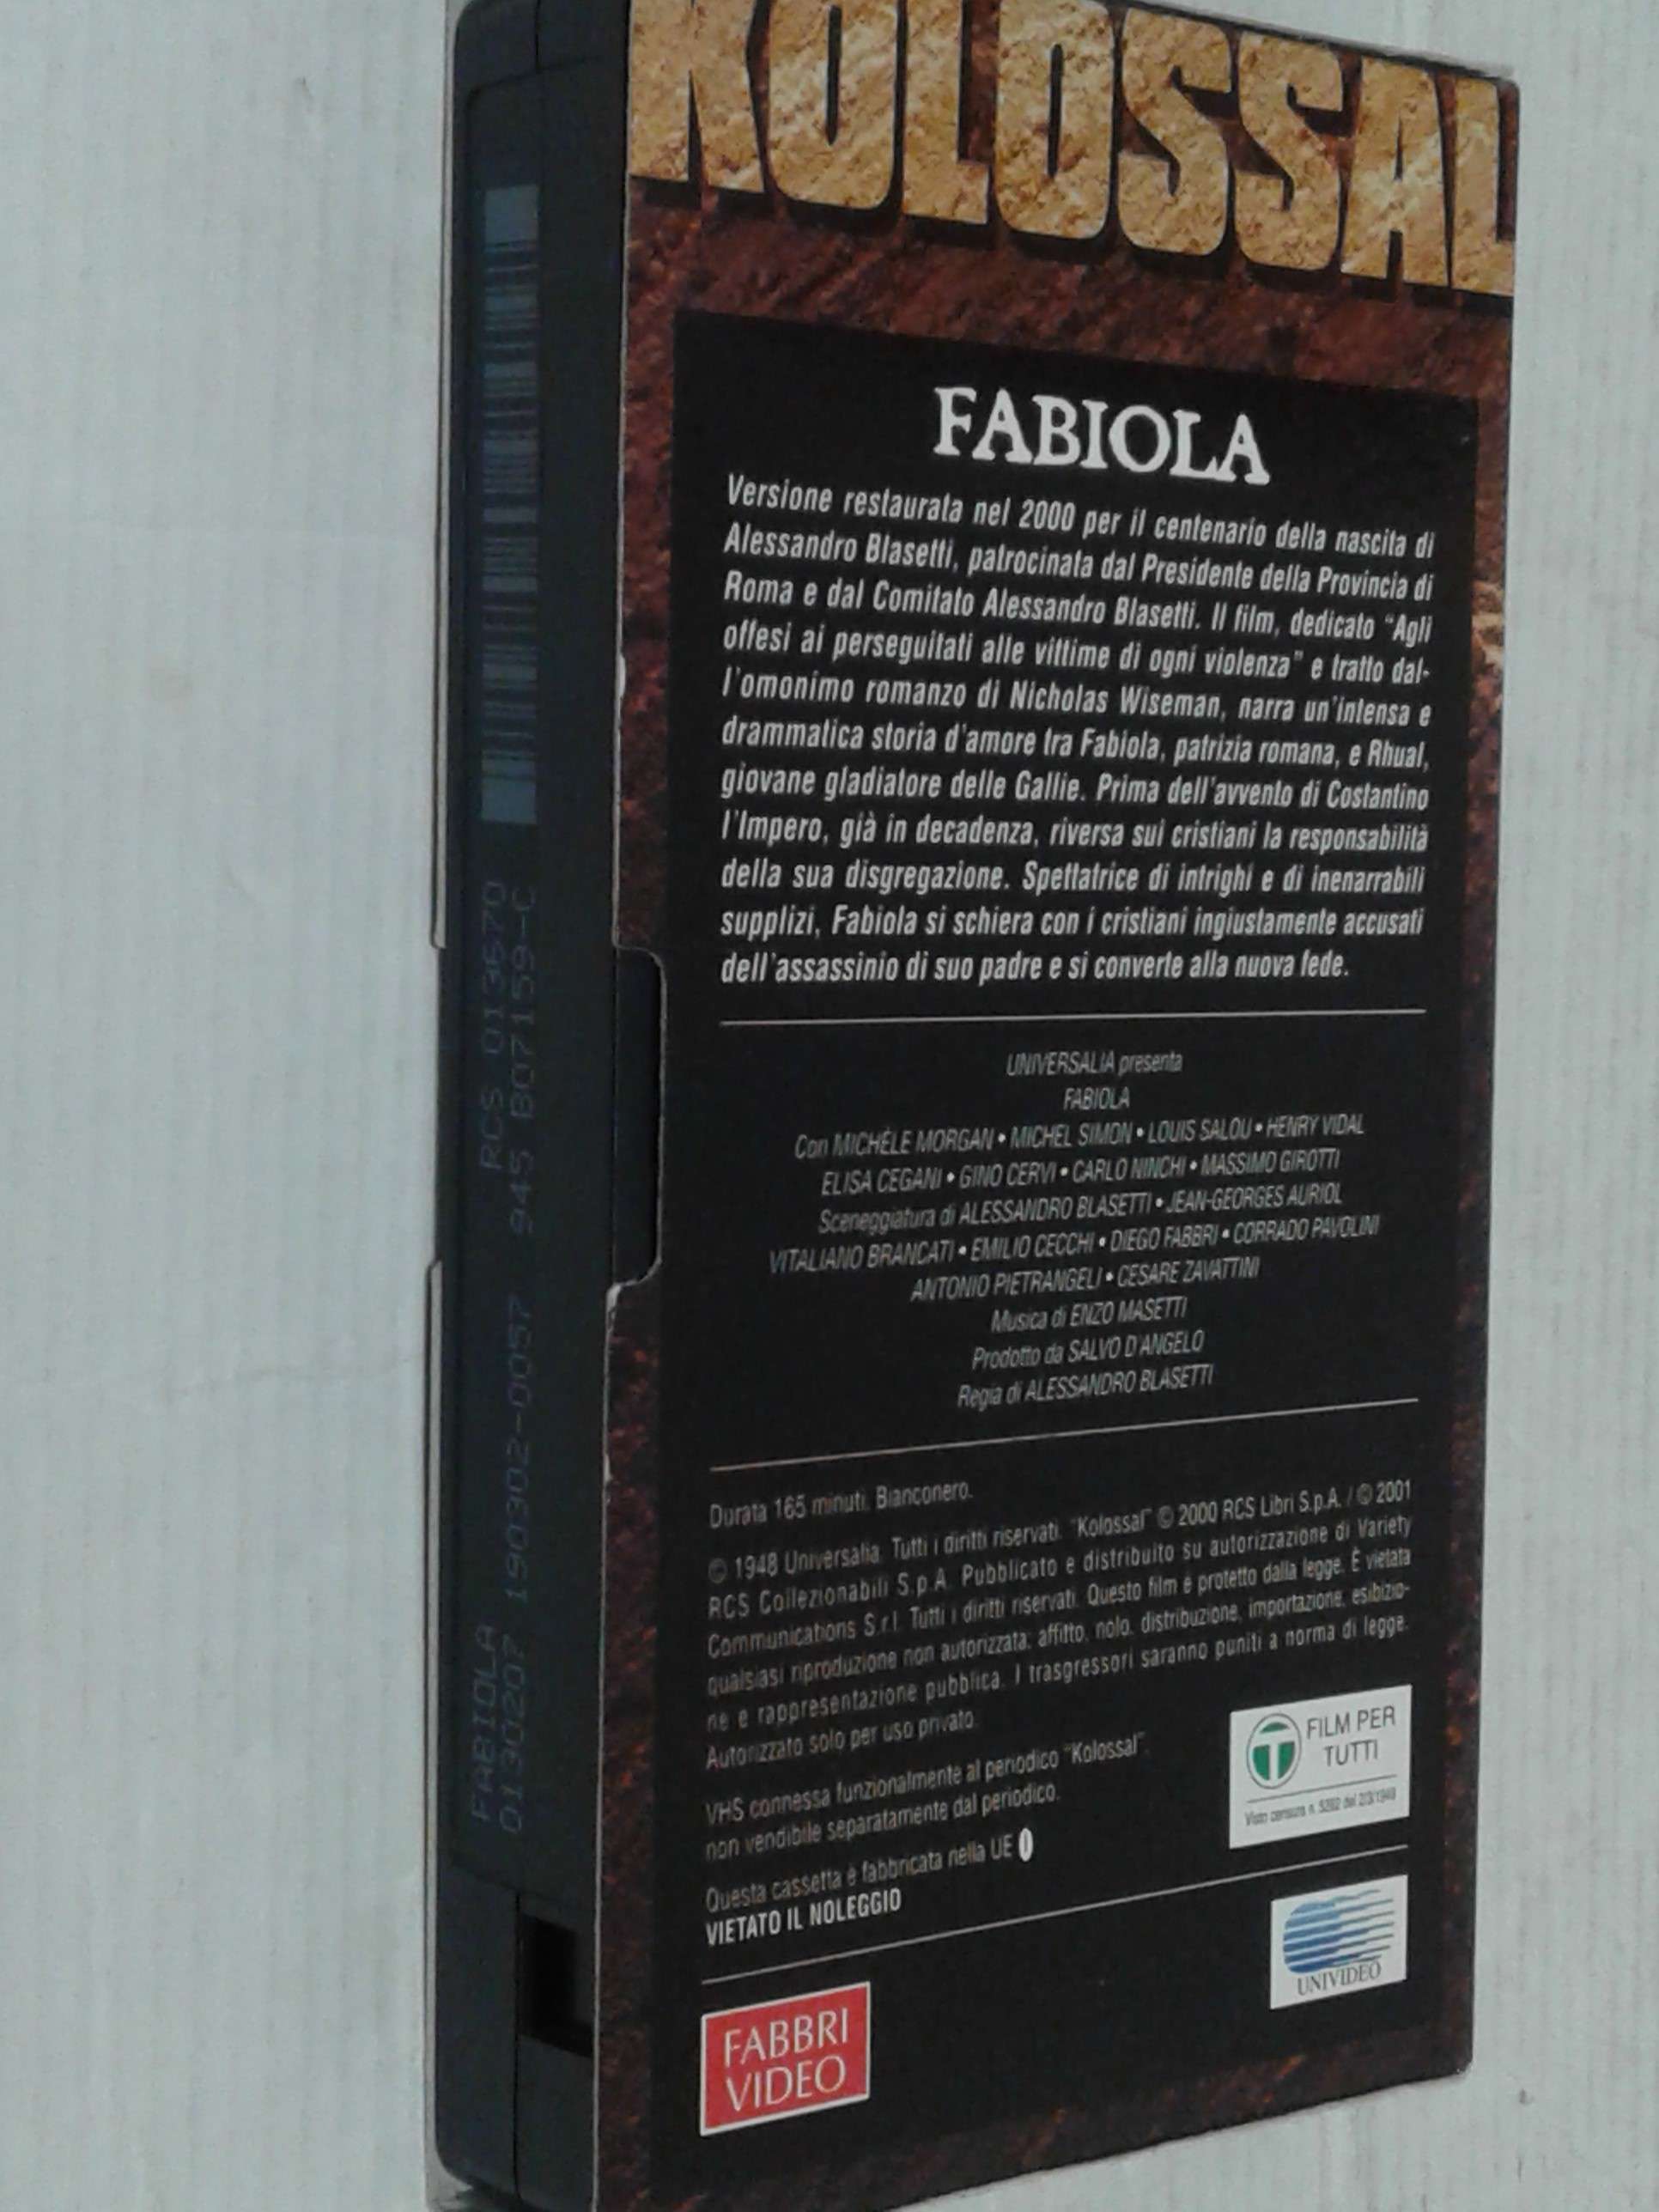 KOLOSSAL
FABIOLA
Versione restaurata nel 2000 per il centenario della nascita di
Alessandro Blasetti, patrocinata dal Presidente della Provincia di
Roma e dal Comitato Alessandro Blasetti. Il film, dedicato "Agli
offesi ai perseguitati alle vittime di ogni violenza" e tratto dal-
l'omonimo romanzo di Nicholas Wiseman, narra un'intensa e
drammatica storia d'amore tra Fabiola, patrizia romana, e Rhual,
giovane gladiatore delle Gallie. Prima dell'avvento di Costantino
l'Impero, già in decadenza, riversa sui cristiani la responsabilità
della sua disgregazione. Spettatrice di intrighi e di inenarrabili
supplizi, Fabiola si schiera con i cristiani ingiustamente accusati
dell'assassinio di suo padre e si converte alla nuova fede.
UNIVERSALIA presenta
FABIOLA
Con MICHÈLE MORGAN • MICHEL SIMON • LOUIS SALOU • HENRY VIDAL
ELISA CEGANI • GINO CERVI • CARLO NINCHI • MASSIMO GIROTTI
Sceneggiatura di ALESSANDRO BLASETTI • JEAN-GEORGES AURIOL
VITALIANO BRANCATI • EMILIO CECCHI • DIEGO FABBRI • CORRADO PAVOLINI
ANTONIO PIETRANGELI • CESARE ZAVATTINI
Musica di ENZO MASETTI
Prodotto da SALVO D'ANGELO
Regia di ALESSANDRO BLASETTI
Durata 165 minuti. Bianconero.
© 1948 Universalia. Tutti i diritti riservati. "Kolossal" © 2000 RCS Libri S.p.A. / © 2001
RCS Collezionabili S.p.A. Pubblicato e distribuito su autorizzazione di Variety
Communications S.r.l. Tutti i diritti riservati. Questo film è protetto dalla legge. È vietata
qualsiasi riproduzione non autorizzata; affitto, nolo, distribuzione, importazione, esibizio-
ne e rappresentazione pubblica. I trasgressori saranno puniti a norma di legge.
Autorizzato solo per uso privato.
VHS connessa funzionalmente al periodico "Kolossal".
non vendibile separatamente dal periodico.
Questa cassetta è fabbricata nella UE
VIETATO IL NOLEGGIO
FILM PER
TUTTI
Visto censura n. 5282 del 2/3/1949
UNIVIDEO
FABBRI
VIDEO
FABIOLA RCS 013670
0130207 190302-0057 945 B07159-C